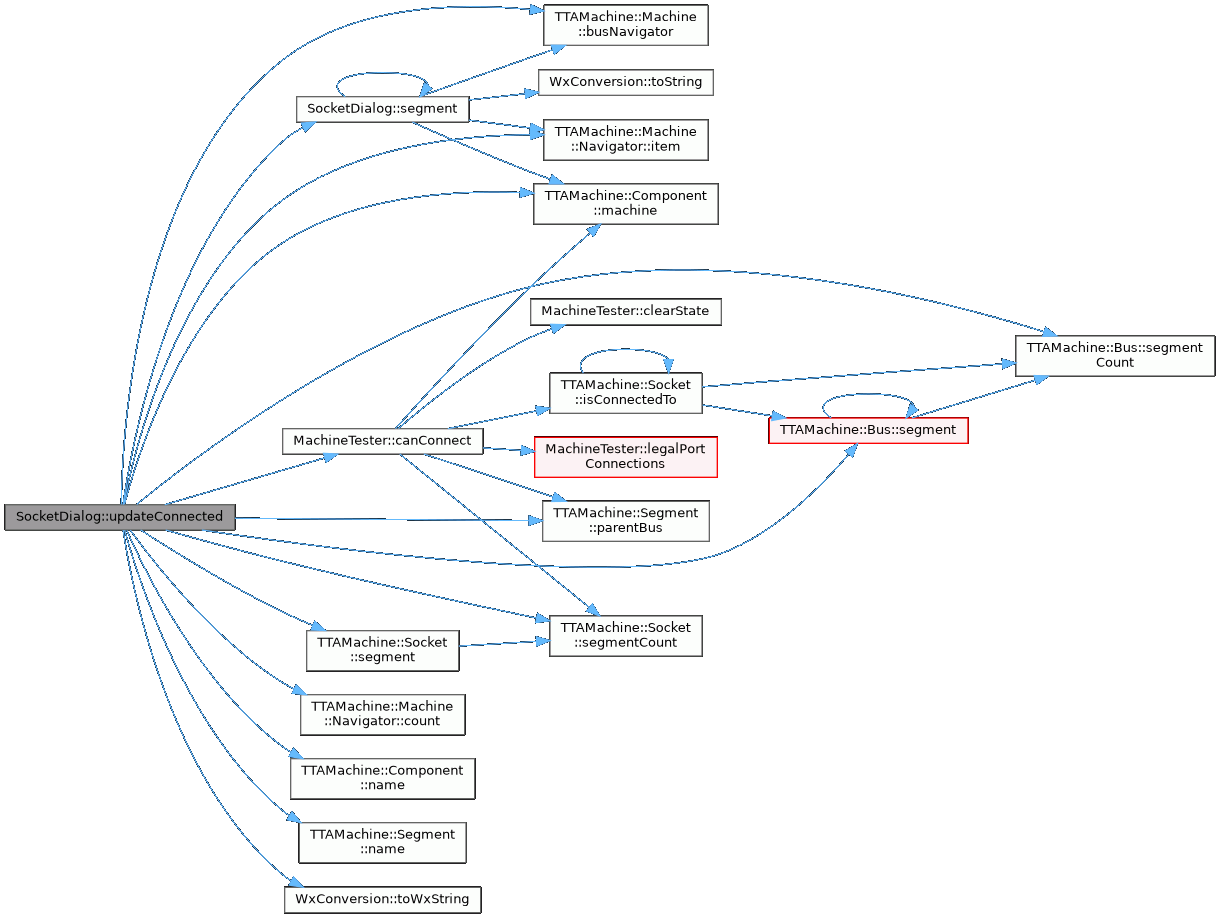 TTAMachine::Machine
::busNavigator
WxConversion::toString
SocketDialog::segment
TTAMachine::Machine
::Navigator::item
TTAMachine::Component
::machine
MachineTester::clearState
TTAMachine::Bus::segment
Count
TTAMachine::Socket
::isConnectedTo
TTAMachine::Bus::segment
MachineTester::canConnect
MachineTester::legalPort
Connections
SocketDialog::updateConnected
TTAMachine::Segment
::parentBus
TTAMachine::Socket
::segmentCount
TTAMachine::Socket
::segment
TTAMachine::Machine
::Navigator::count
TTAMachine::Component
::name
TTAMachine::Segment
::name
WxConversion::toWxString